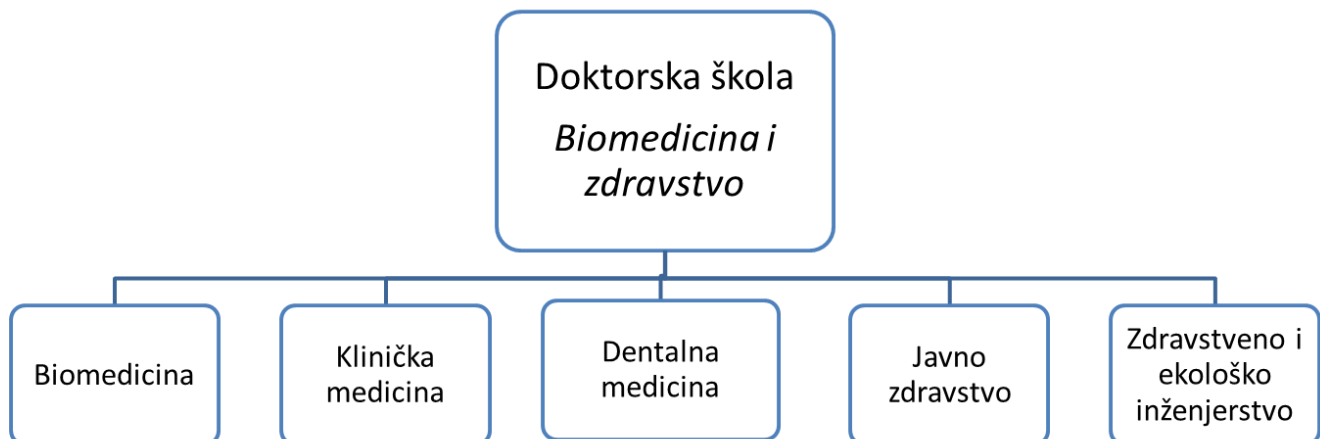 Doktorska škola
Biomedicina i
zdravstvo
Biomedicina
Klinička
medicina
Dentalna
medicina
Javno
zdravstvo
Zdravstveno i
ekološko
inženjerstvo